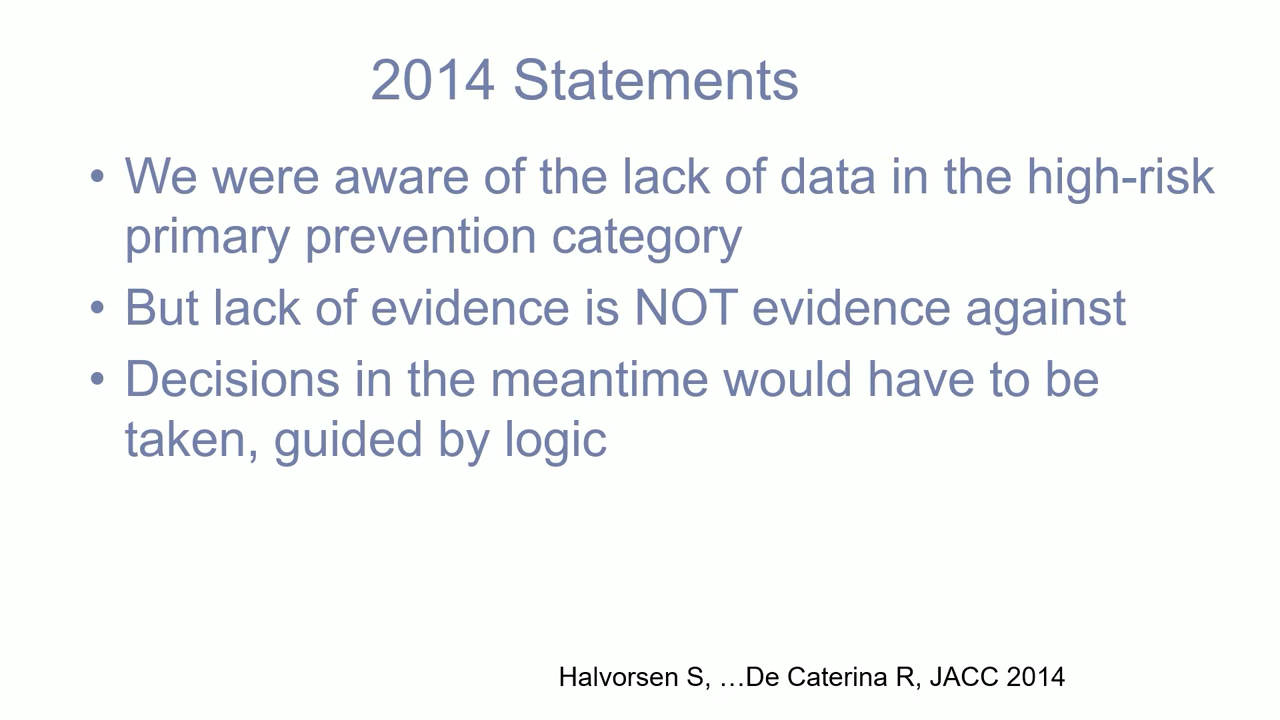 2014 Statements
• We were aware of the lack of data in the high-risk
primary prevention category
• But lack of evidence is NOT evidence against
• Decisions in the meantime would have to be
taken, guided by logic
Halvorsen S, …De Caterina R, JACC 2014